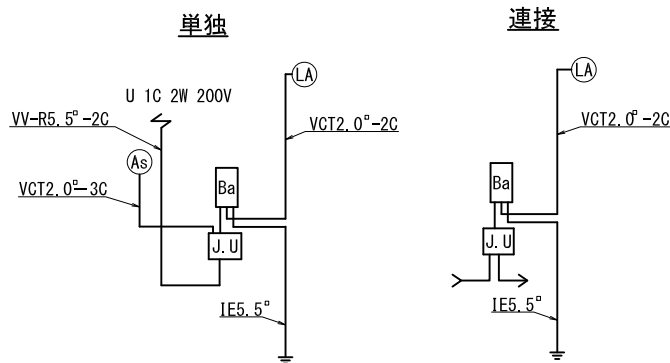 単独
連接
LA
LA
U 1C 2W 200V
VV-R5.5□-2C
VCT2.0□-2C
VCT2.0□-2C
As
Ba
Ba
VCT2.0□-3C
J.U
J.U
IE5.5□
IE5.5□